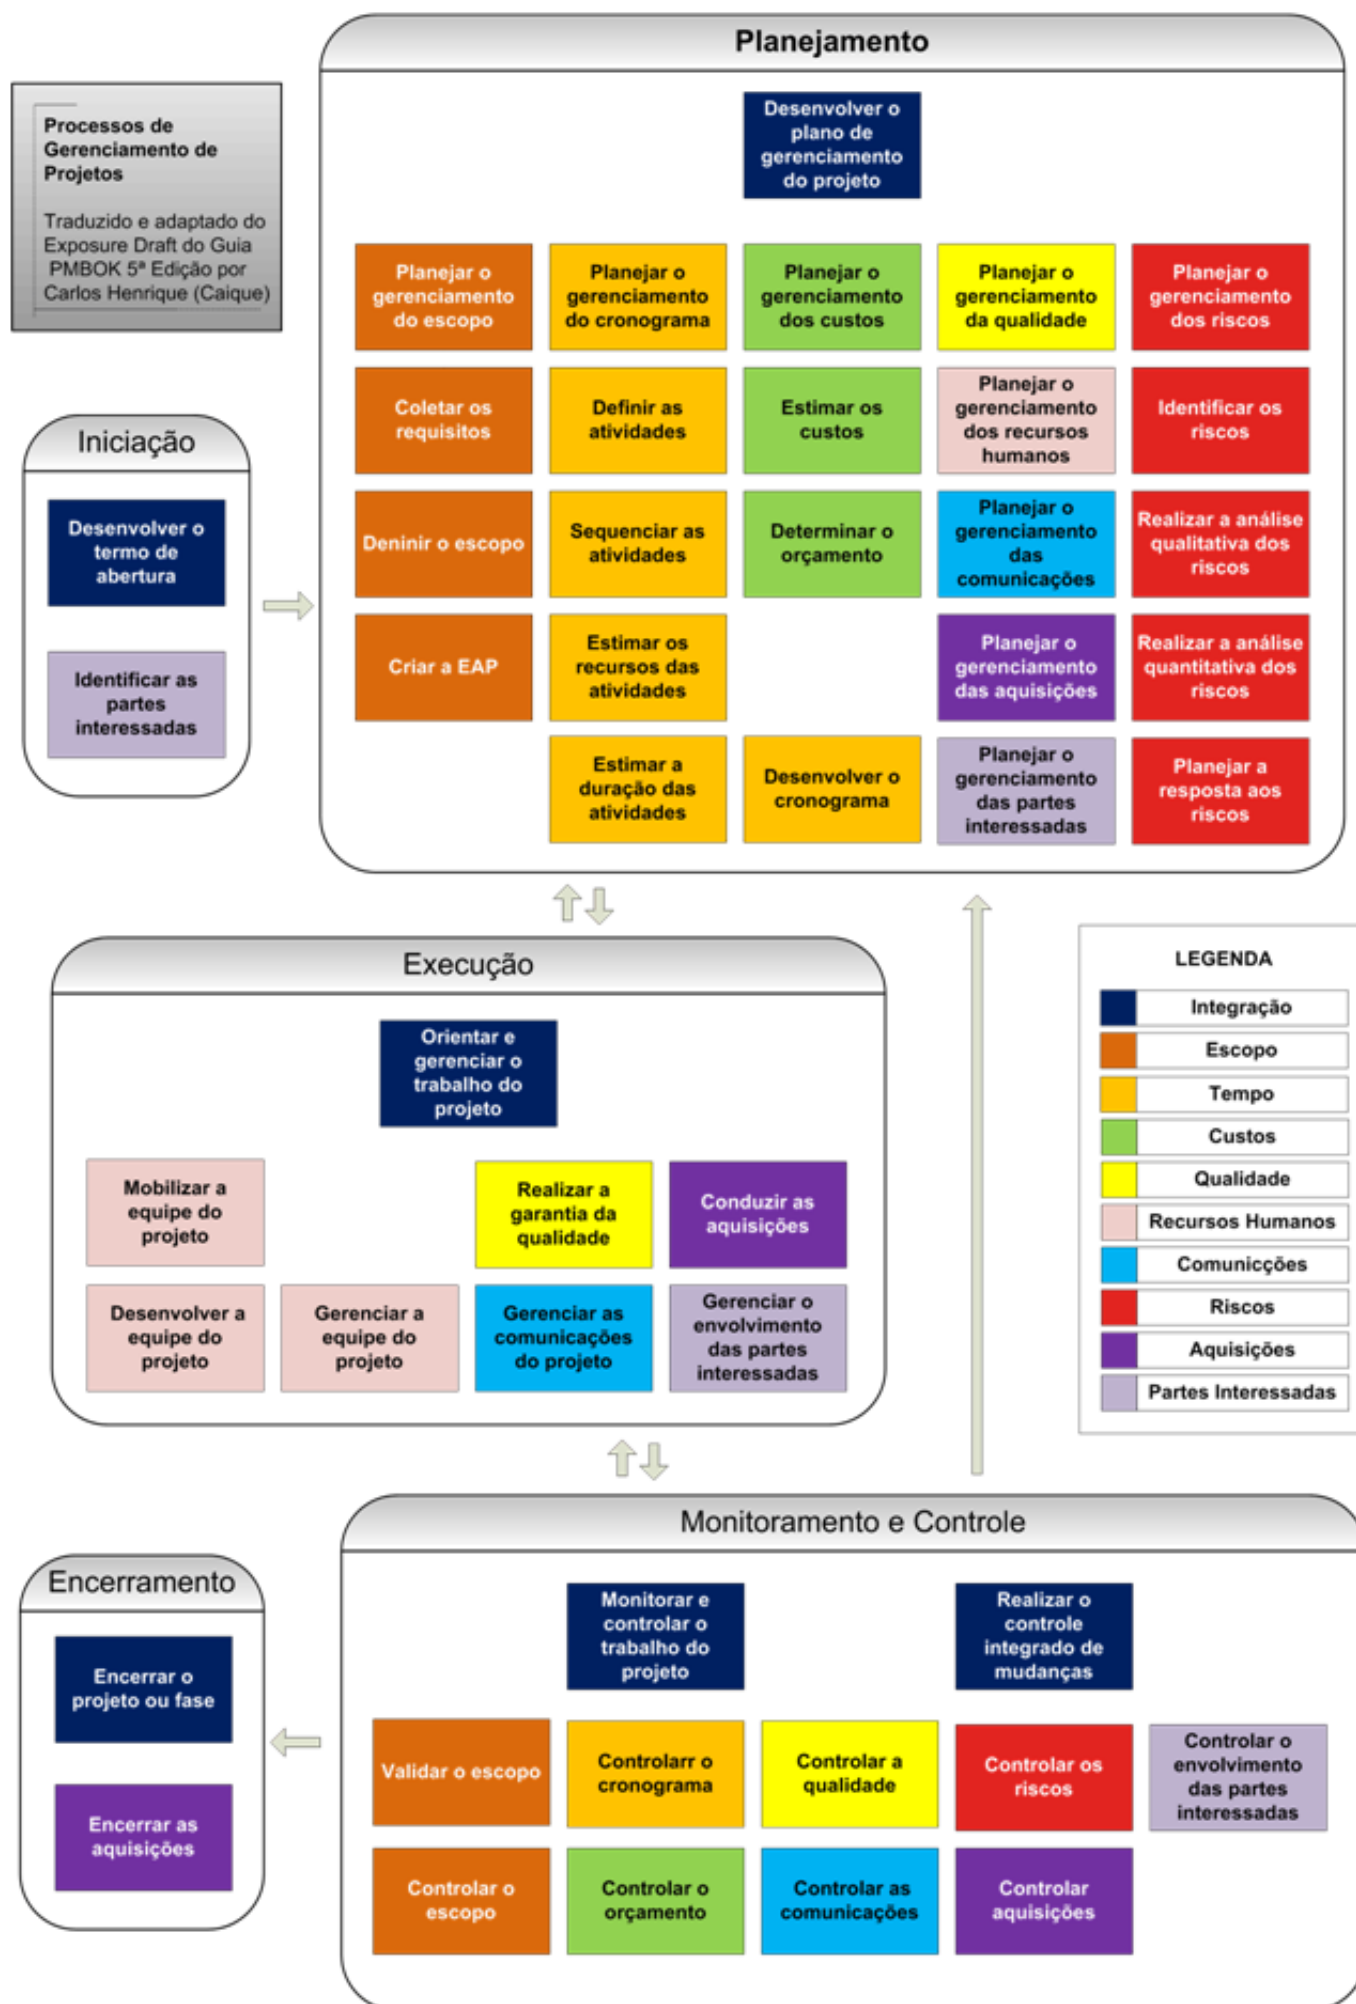 Planejamento
Processos de
Gerenciamento de
Projetos
Traduzido e adaptado do
Exposure Draft do Guia
PMBOK 5ª Edição por
Carlos Henrique (Caique)
Desenvolver o
plano de
gerenciamento
do projeto
Planejar o
gerenciamento
do escopo
Planejar o
gerenciamento
do cronograma
Planejar o
gerenciamento
dos custos
Planejar o
gerenciamento
da qualidade
Planejar o
gerenciamento
dos riscos
Coletar os
requisitos
Definir as
atividades
Estimar os
custos
Planejar o
gerenciamento
dos recursos
humanos
Identificar os
riscos
Deninir o escopo
Sequenciar as
atividades
Determinar o
orçamento
Planejar o
gerenciamento
das
comunicações
Realizar a análise
qualitativa dos
riscos
Criar a EAP
Estimar os
recursos das
atividades
Planejar o
gerenciamento
das aquisições
Realizar a análise
quantitativa dos
riscos
Estimar a
duração das
atividades
Desenvolver o
cronograma
Planejar o
gerenciamento
das partes
interessadas
Planejar a
resposta aos
riscos
Iniciação
Desenvolver o
termo de
abertura
Identificar as
partes
interessadas
Execução
Orientar e
gerenciar o
trabalho do
projeto
Mobilizar a
equipe do
projeto
Realizar a
garantia da
qualidade
Conduzir as
aquisições
Desenvolver a
equipe do
projeto
Gerenciar a
equipe do
projeto
Gerenciar as
comunicações
do projeto
Gerenciar o
envolvimento
das partes
interessadas
LEGENDA
Integração
Escopo
Tempo
Custos
Qualidade
Recursos Humanos
Comunicções
Riscos
Aquisições
Partes Interessadas
Monitoramento e Controle
Monitorar e
controlar o
trabalho do
projeto
Realizar o
controle
integrado de
mudanças
Validar o escopo
Controlarr o
cronograma
Controlar a
qualidade
Controlar os
riscos
Controlar o
envolvimento
das partes
interessadas
Controlar o
escopo
Controlar o
orçamento
Controlar as
comunicações
Controlar
aquisições
Encerramento
Encerrar o
projeto ou fase
Encerrar as
aquisições